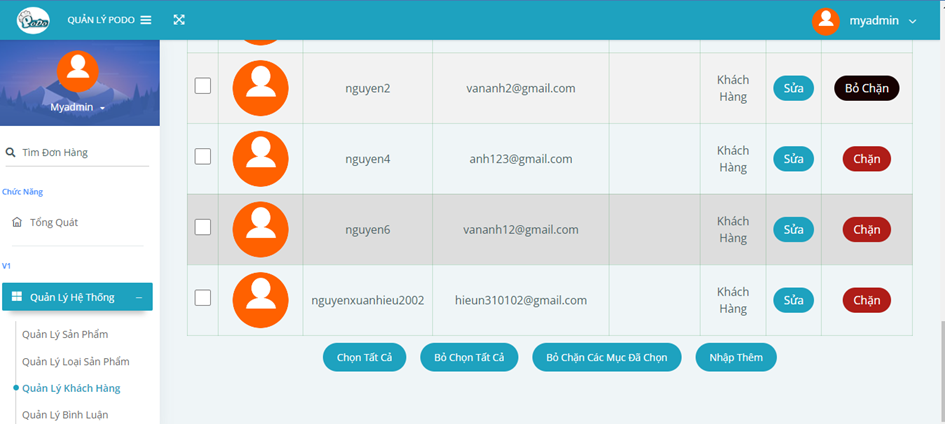 PoDo
QUẢN LÝ PODO
myadmin
Myadmin
Tìm Đơn Hàng
Chức Năng
Tổng Quát
V1
Quản Lý Hệ Thống
Quản Lý Sản Phẩm
Quản Lý Loại Sản Phẩm
Quản Lý Khách Hàng
Quản Lý Bình Luận
nguyen2 vananh2@gmail.com Khách Hàng Sửa Bỏ Chặn
nguyen4 anh123@gmail.com Khách Hàng Sửa Chặn
nguyen6 vananh12@gmail.com Khách Hàng Sửa Chặn
nguyenxuanhieu2002 hieun310102@gmail.com Khách Hàng Sửa Chặn
Chọn Tất Cả Bỏ Chọn Tất Cả Bỏ Chặn Các Mục Đã Chọn Nhập Thêm